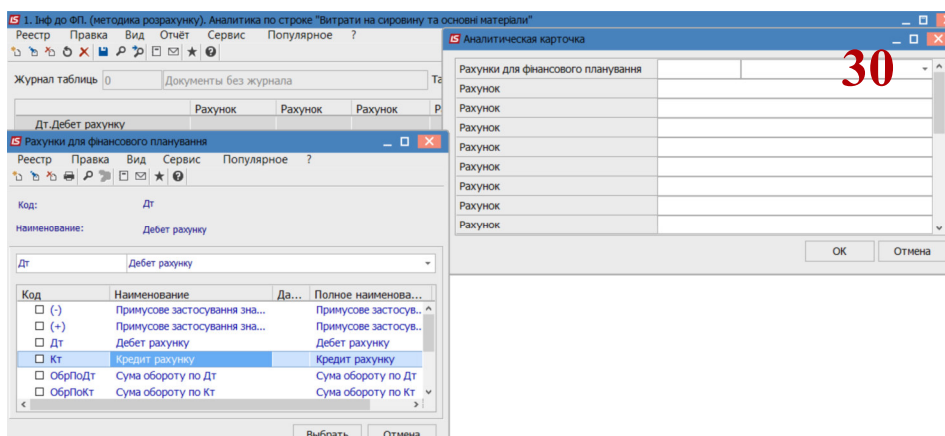 1. Інф до ФП. (методика розрахунку). Аналитика по строке "Витрати на сировину та основні матеріали"
Реестр Правка Вид Отчёт Сервис Популярное ?
Журнал таблиць 0 Документы без журнала Та
Рахунок Рахунок Рахунок Р
Дт.Дебет рахунку
Рахунки для фінансового планування
Реестр Правка Вид Сервис Популярное ?
Код: Дт
Наименование: Дебет рахунку
Дт Дебет рахунку
Код Наименование Да... Полное наименова...
(-) Примусове застосування зна... Примусове застосув..
(+) Примусове застосування зна... Примусове застосув..
Дт Дебет рахунку Дебет рахунку
Кт Кредит рахунку Кредит рахунку
ОбрПоДт Сума обороту по Дт Сума обороту по Дт
ОбрПоКт Сума обороту по Кт Сума обороту по Кт
Выбрать Отмена
Аналитическая карточка
30
Рахунки для фінансового планування
Рахунок
Рахунок
Рахунок
Рахунок
Рахунок
Рахунок
Рахунок
Рахунок
ОК Отмена